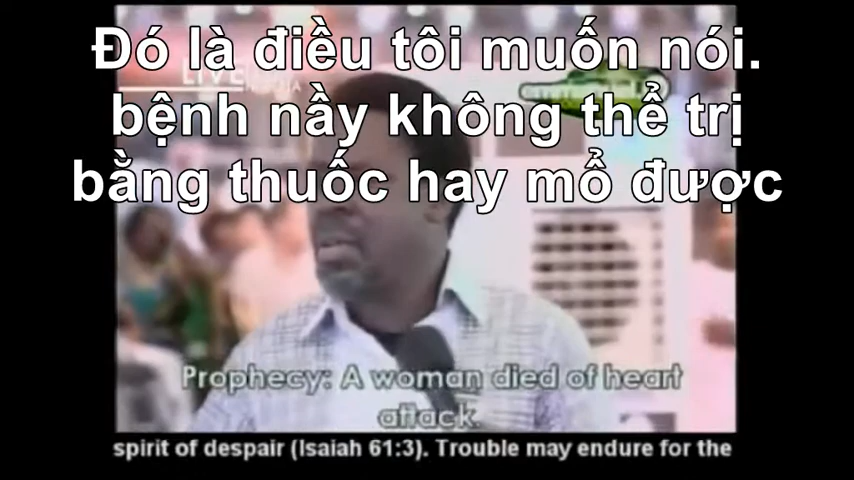 Đó là điều tôi muốn nói.
LIVE
bệnh nầy không thể trị
bằng thuốc hay mổ được
Prophecy: A woman died of heart
attack.
spirit of despair (Isaiah 61:3). Trouble may endure for the